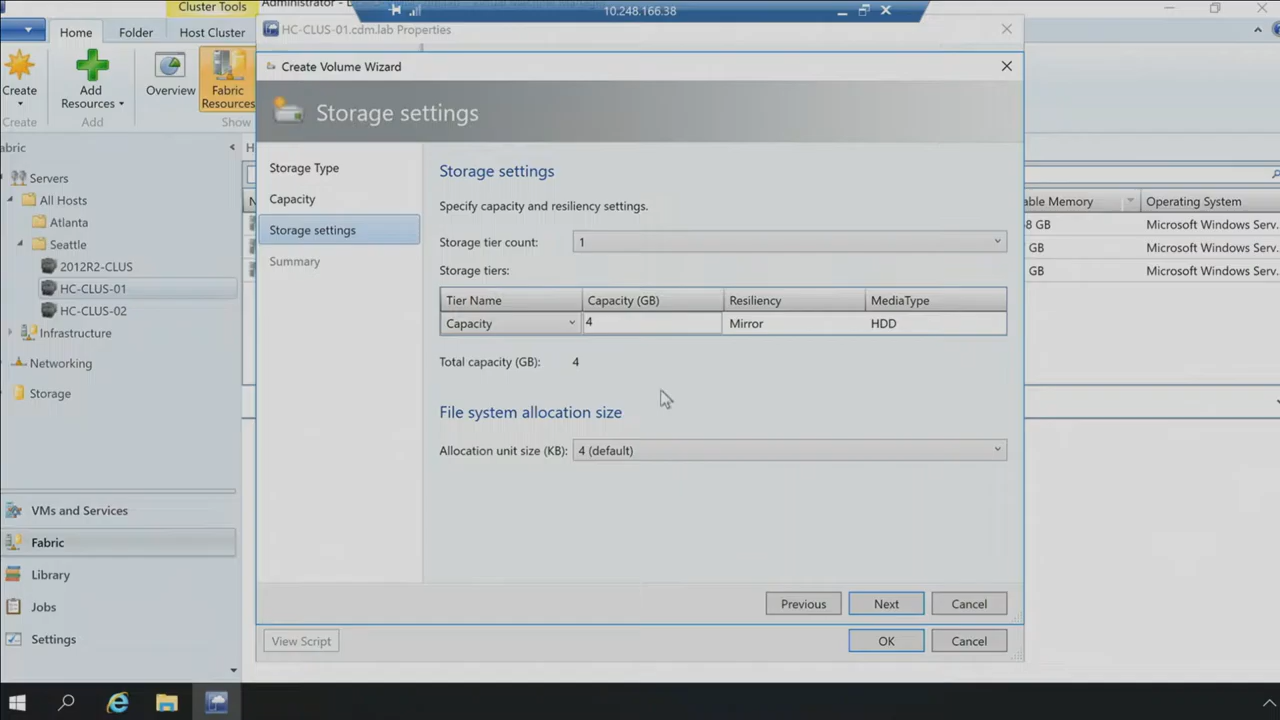 Cluster Tools
10.248.166.38
Home
Folder
Host Cluster
HC-CLUS-01.cdm.lab Properties
Create
Add
Resources
Overview
Fabric
Resources
Create
Add
Show
Create Volume Wizard
Storage settings
Storage Type
Capacity
Storage settings
Summary
Storage settings
Specify capacity and resiliency settings.
Storage tier count:
1
Storage tiers:
Tier Name
Capacity (GB)
Resiliency
MediaType
Capacity
4
Mirror
HDD
Total capacity (GB):
4
File system allocation size
Allocation unit size (KB):
4 (default)
Previous
Next
Cancel
View Script
OK
Cancel
abric
Servers
All Hosts
Atlanta
Seattle
2012R2-CLUS
HC-CLUS-01
HC-CLUS-02
Infrastructure
Networking
Storage
VMs and Services
Fabric
Library
Jobs
Settings
able Memory
Operating System
8 GB
Microsoft Windows Serv..
GB
Microsoft Windows Serv..
GB
Microsoft Windows Serv..